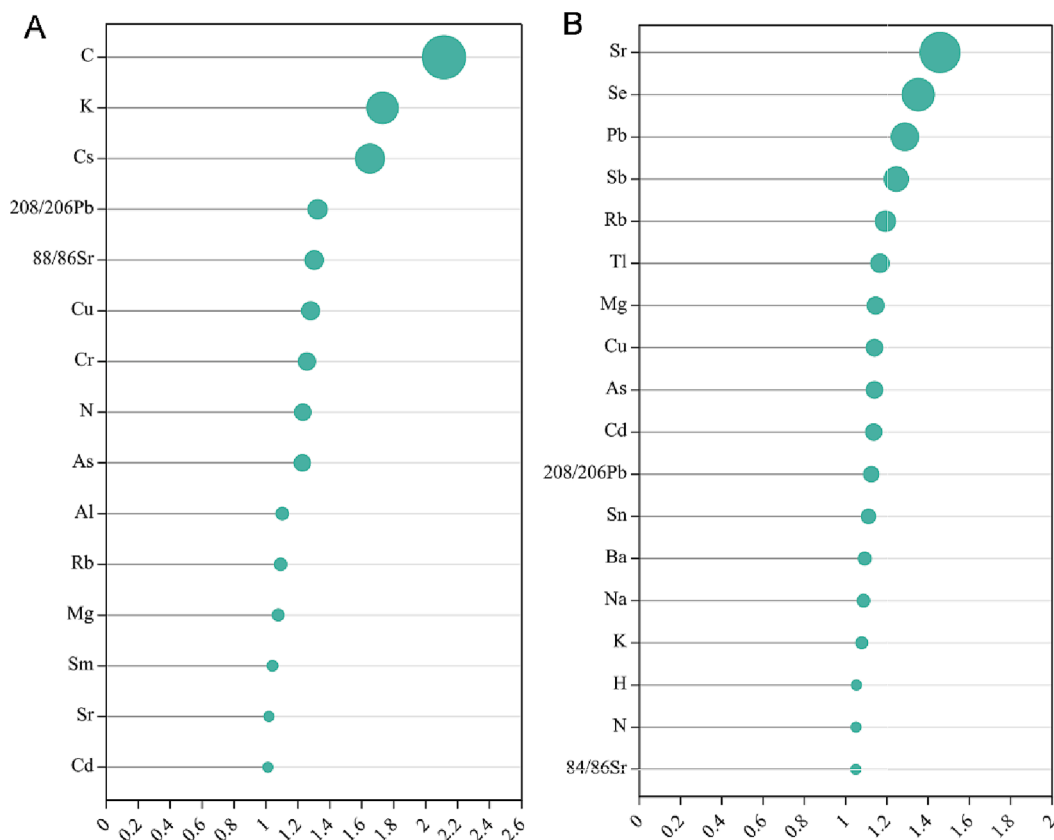 A
C
K
Cs
208/206Pb
88/86Sr
Cu
Cr
N
As
Al
Rb
Mg
Sm
Sr
Cd
0 0.2 0.4 0.6 0.8 1 1.2 1.4 1.6 1.8 2 2.2 2.4 2.6
B
Sr
Se
Pb
Sb
Rb
Tl
Mg
Cu
As
Cd
208/206Pb
Sn
Ba
Na
K
H
N
84/86Sr
0 0.2 0.4 0.6 0.8 1 1.2 1.4 1.6 1.8 2